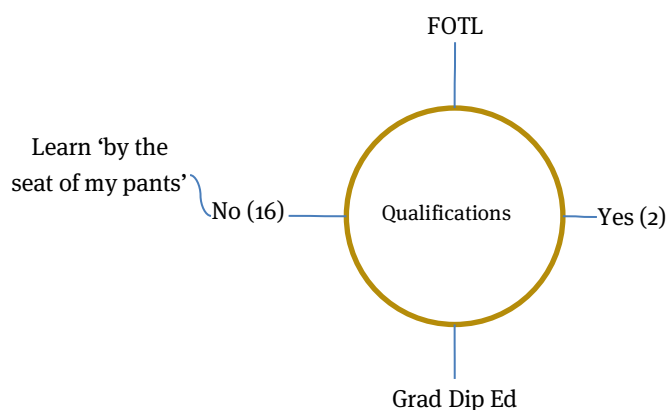 FOTL
Learn ‘by the
seat of my pants’
No (16)
Qualifications
Yes (2)
Grad Dip Ed